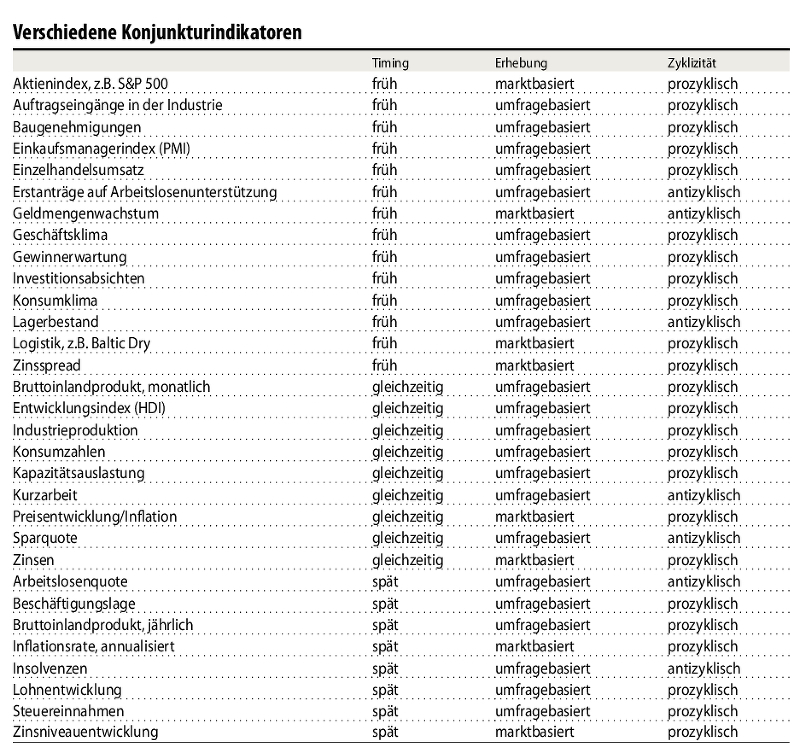 Verschiedene Konjunkturindikatoren
Timing Erhebung Zyklizität
Aktienindex, z.B. S&P 500 früh marktbasiert prozyklisch
Auftragseingänge in der Industrie früh umfragebasiert prozyklisch
Baugenehmigungen früh umfragebasiert prozyklisch
Einkaufsmanagerindex (PMI) früh umfragebasiert prozyklisch
Einzelhandelsumsatz früh umfragebasiert prozyklisch
Erstanträge auf Arbeitslosenunterstützung früh umfragebasiert antizyklisch
Geldmengenwachstum früh marktbasiert antizyklisch
Geschäftsklima früh umfragebasiert prozyklisch
Gewinnerwartung früh umfragebasiert prozyklisch
Investitionsabsichten früh umfragebasiert prozyklisch
Konsumklima früh umfragebasiert prozyklisch
Lagerbestand früh umfragebasiert antizyklisch
Logistik, z.B. Baltic Dry früh marktbasiert prozyklisch
Zinsspread früh marktbasiert prozyklisch
Bruttoinlandprodukt, monatlich gleichzeitig umfragebasiert prozyklisch
Entwicklungsindex (HDI) gleichzeitig umfragebasiert prozyklisch
Industrieproduktion gleichzeitig umfragebasiert prozyklisch
Konsumzahlen gleichzeitig umfragebasiert prozyklisch
Kapazitätsauslastung gleichzeitig umfragebasiert prozyklisch
Kurzarbeit gleichzeitig umfragebasiert antizyklisch
Preisentwicklung/Inflation gleichzeitig marktbasiert prozyklisch
Sparquote gleichzeitig umfragebasiert antizyklisch
Zinsen gleichzeitig marktbasiert prozyklisch
Arbeitslosenquote spät umfragebasiert antizyklisch
Beschäftigungslage spät umfragebasiert prozyklisch
Bruttoinlandprodukt, jährlich spät umfragebasiert prozyklisch
Inflationsrate, annualisiert spät marktbasiert prozyklisch
Insolvenzen spät umfragebasiert antizyklisch
Lohnentwicklung spät umfragebasiert prozyklisch
Steuereinnahmen spät umfragebasiert prozyklisch
Zinsniveauentwicklung spät marktbasiert prozyklisch